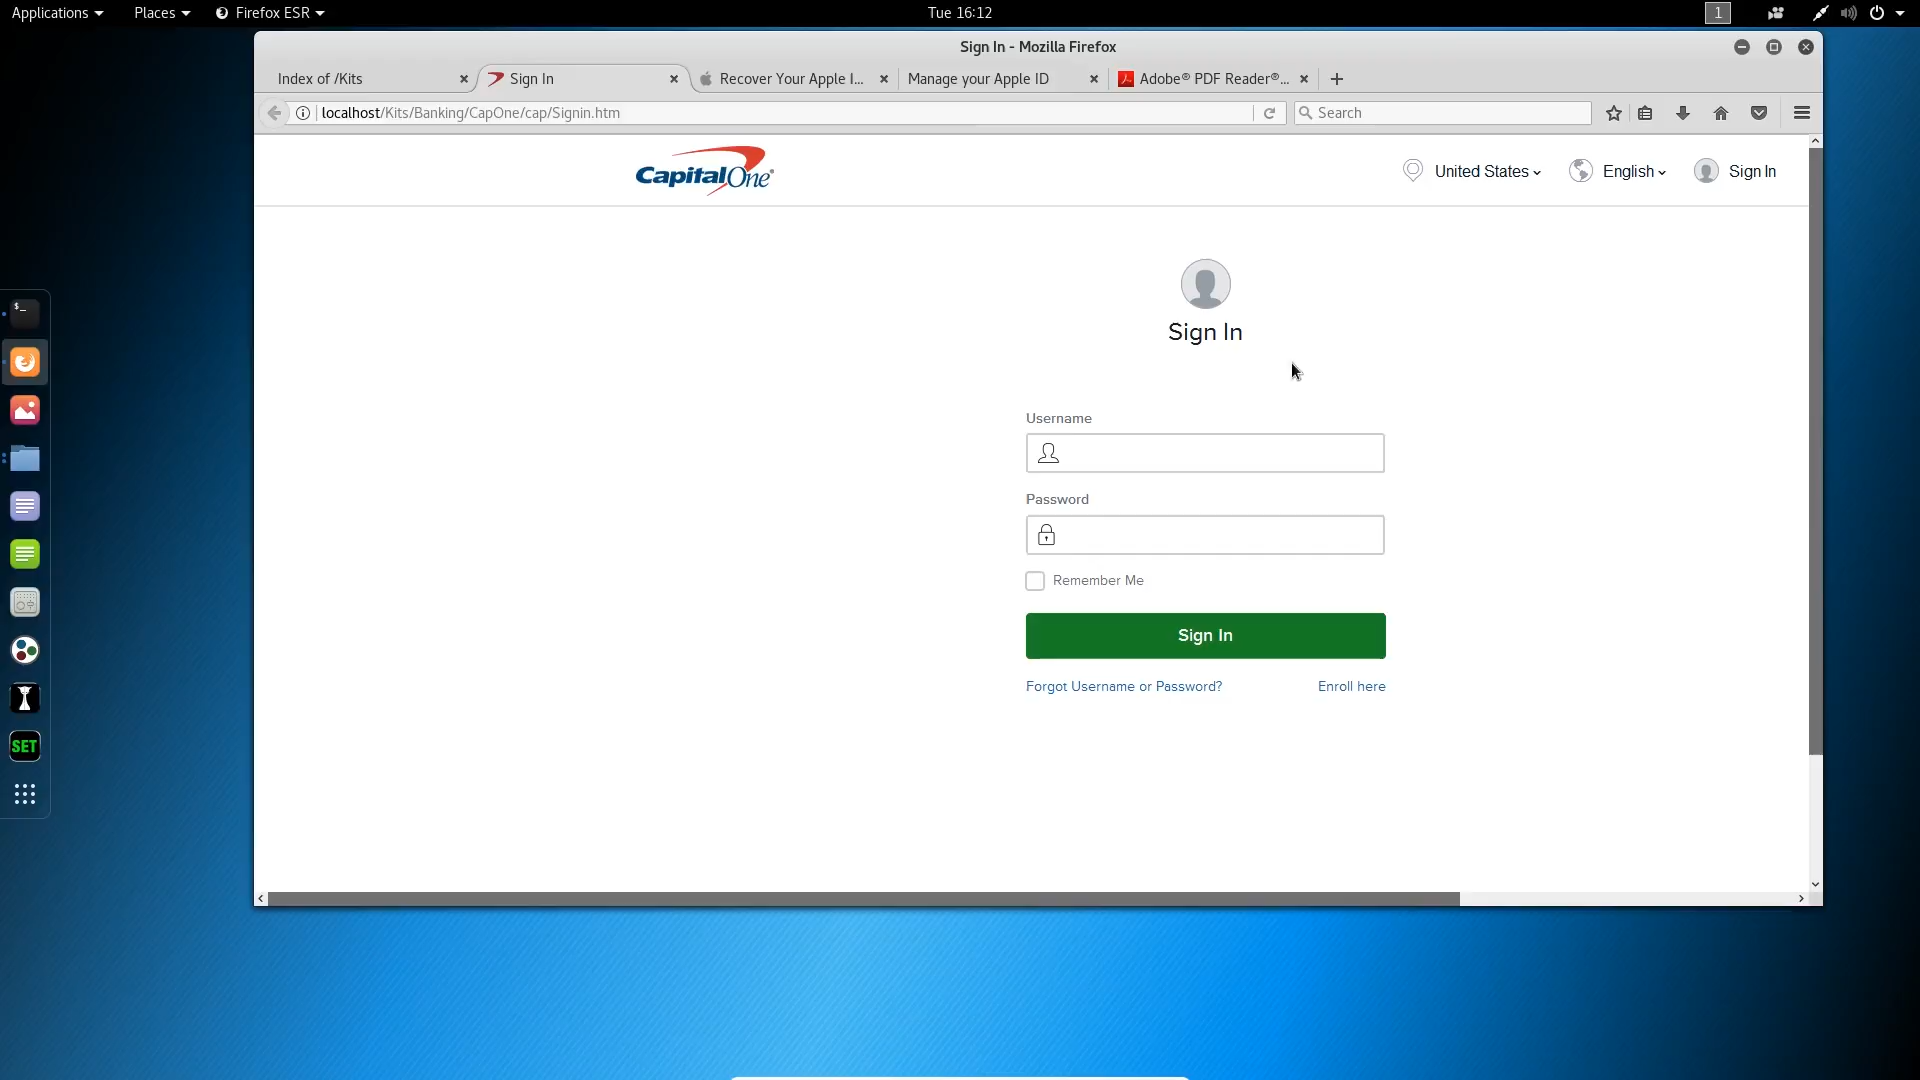 Applications Places Firefox ESR Tue 16:12 1
Sign In - Mozilla Firefox
Index of /Kits Sign In Recover Your Apple I... Manage your Apple ID Adobe® PDF Reader®...
localhost/Kits/Banking/CapOne/cap/Signin.htm Search
CapitalOne® United States English Sign In
Sign In
Username
Password
Remember Me
Sign In
Forgot Username or Password? Enroll here
$_
SET